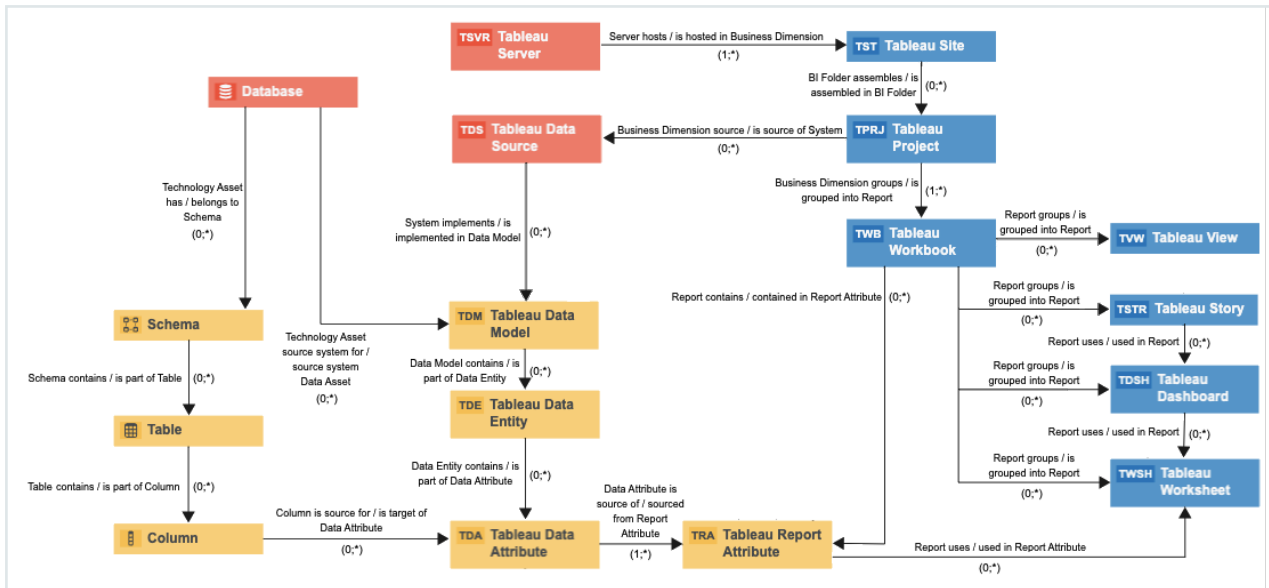 TSVR Tableau
Server
Server hosts / is hosted in Business Dimension
(1;*)
TST Tableau Site
BI Folder assembles / is
assembled in BI Folder
(0;*)
Database
TDS Tableau Data
Source
Business Dimension source / is source of System
(0;*)
TPRJ Tableau
Project
Technology Asset
has / belongs to
Schema
(0;*)
System implements / is
implemented in Data Model
(0;*)
Business Dimension groups / is
grouped into Report
(1;*)
TWB Tableau
Workbook
Report groups / is
grouped into Report
(0;*)
TVW Tableau View
Report contains / contained in Report Attribute
(0;*)
Report groups / is
grouped into Report
(0;*)
TSTR Tableau Story
Schema
TDM Tableau Data
Model
Technology Asset
source system for /
source system
Data Asset
(0;*)
Report uses / used in Report
(0;*)
Schema contains / is part of Table
(0;*)
Data Model contains / is
part of Data Entity
(0;*)
Report groups / is
grouped into Report
(0;*)
TDSH Tableau
Dashboard
Table
TDE Tableau Data
Entity
Report uses / used in Report
(0;*)
Table contains / is part of Column
(0;*)
Data Entity contains / is
part of Data Attribute
(0;*)
Report groups / is
grouped into Report
(0;*)
TWSH Tableau
Worksheet
Column
Column is source for / is target of
Data Attribute
(0;*)
TDA Tableau Data
Attribute
Data Attribute is
source of / sourced
from Report
Attribute
(1;*)
TRA Tableau Report
Attribute
Report uses / used in Report Attribute
(0;*)